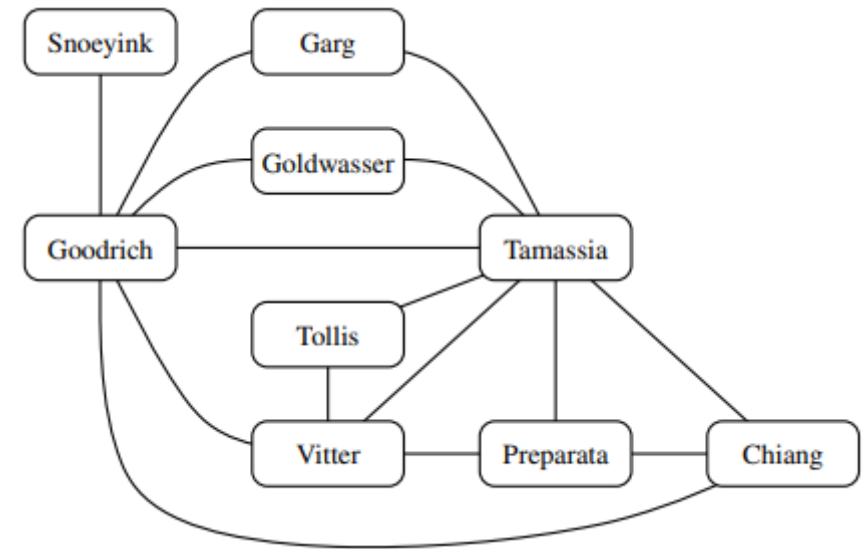 Snoeyink
Garg
Goldwasser
Goodrich
Tamassia
Tollis
Vitter
Preparata
Chiang